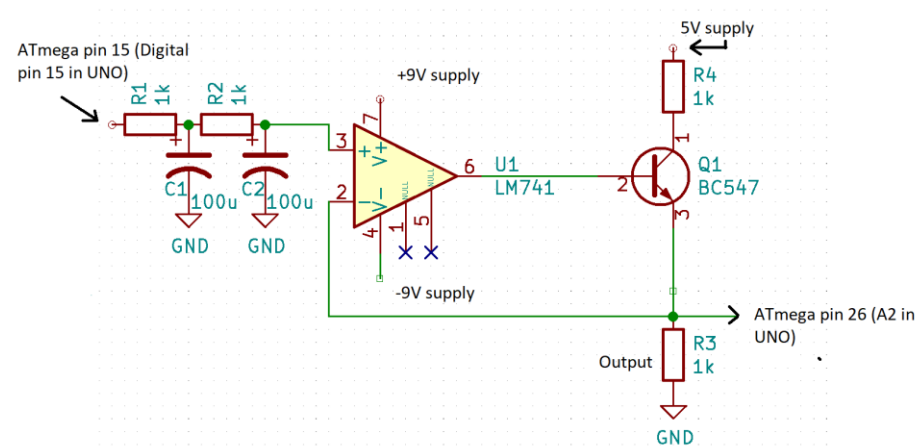 5V supply
ATmega pin 15 (Digital
pin 15 in UNO)
R1
1k
R2
1k
+9V supply
R4
1k
7
1
3
+
V+
6
U1
LM741
2
Q1
BC547
+
C1
100u
+
C2
100u
2
-
V-
NULL
NULL
3
4
1
5
GND
GND
-9V supply
ATmega pin 26 (A2 in
UNO)
Output
R3
1k
GND